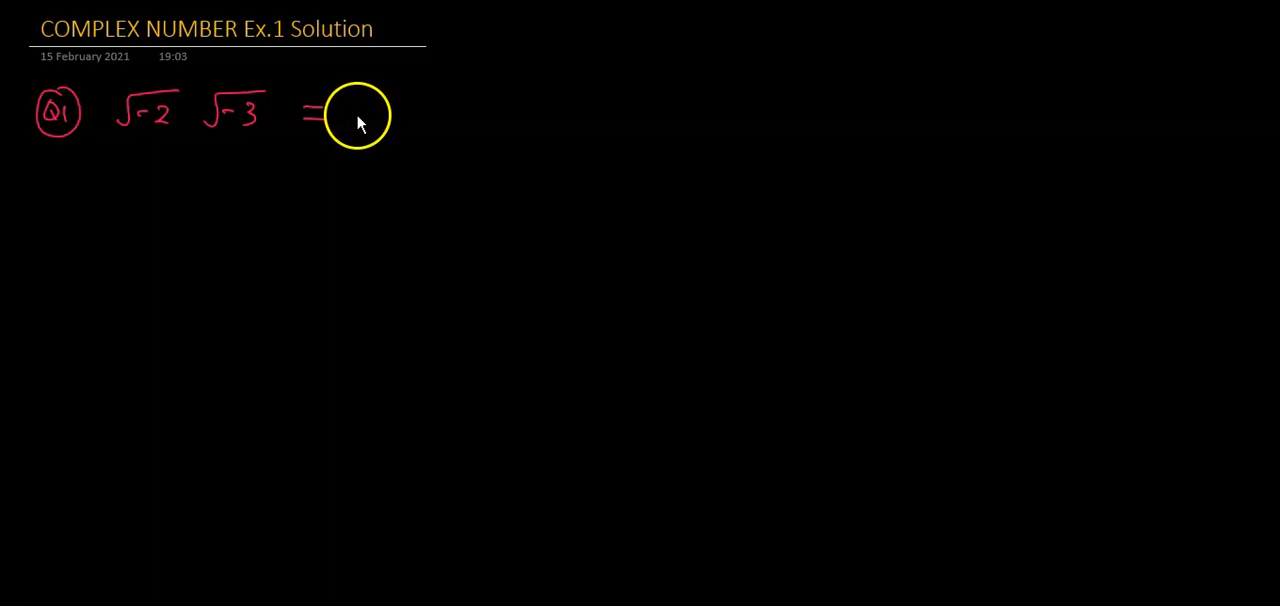 COMPLEX NUMBER Ex.1 Solution
15 February 2021 19:03
Q1 √-2 √-3 =